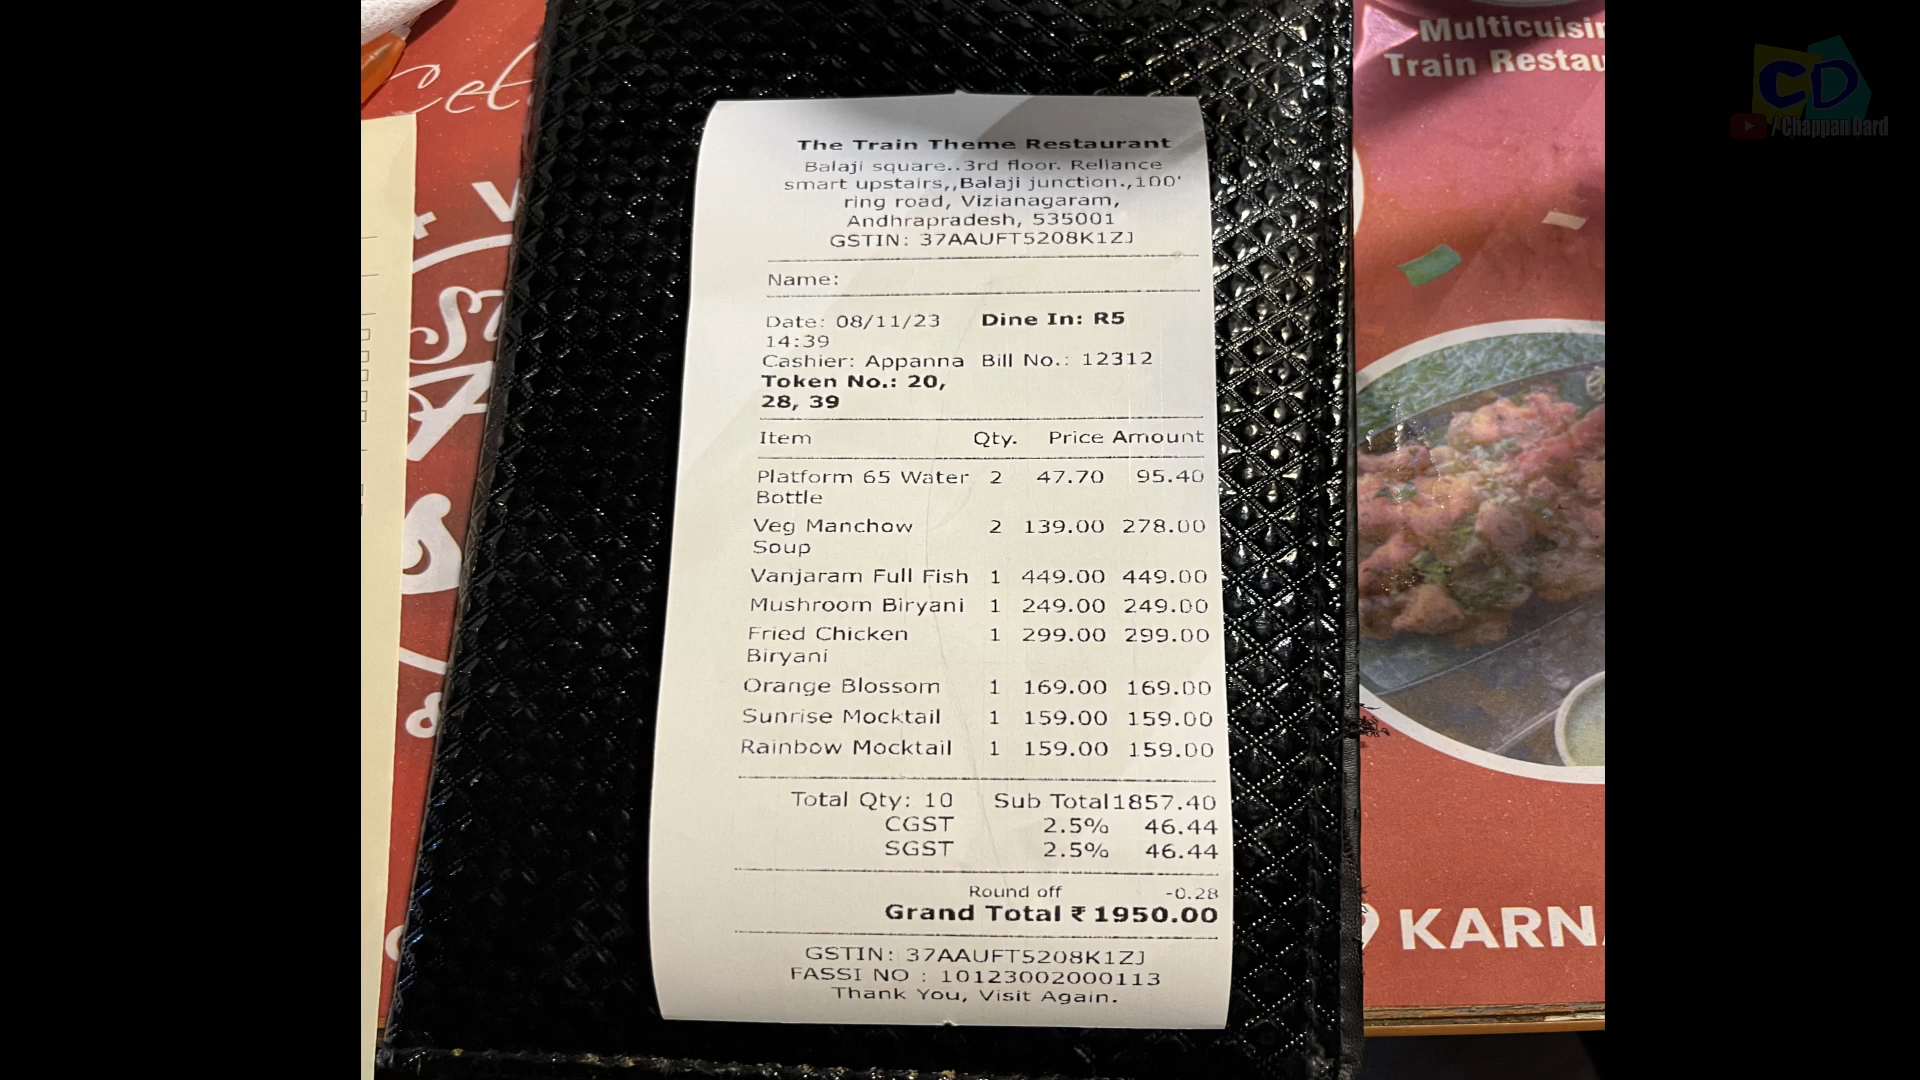 Multicuisin
Train Restau
CD
/Chappan Dard
Cel
The Train Theme Restaurant
Balaji square..3rd floor. Reliance
smart upstairs,,Balaji junction.,100'
ring road, Vizianagaram,
Andhrapradesh, 535001
GSTIN: 37AAUFT5208K1ZJ
Name:
Date: 08/11/23 Dine In: R5
14:39
Cashier: Appanna Bill No.: 12312
Token No.: 20,
28, 39
Item Qty. Price Amount
Platform 65 Water 2 47.70 95.40
Bottle
Veg Manchow 2 139.00 278.00
Soup
Vanjaram Full Fish 1 449.00 449.00
Mushroom Biryani 1 249.00 249.00
Fried Chicken 1 299.00 299.00
Biryani
Orange Blossom 1 169.00 169.00
Sunrise Mocktail 1 159.00 159.00
Rainbow Mocktail 1 159.00 159.00
Total Qty: 10 Sub Total 1857.40
CGST 2.5% 46.44
SGST 2.5% 46.44
Round off -0.28
Grand Total ₹ 1950.00
GSTIN: 37AAUFT5208K1ZJ
FASSI NO : 10123002000113
Thank You, Visit Again.
KARN